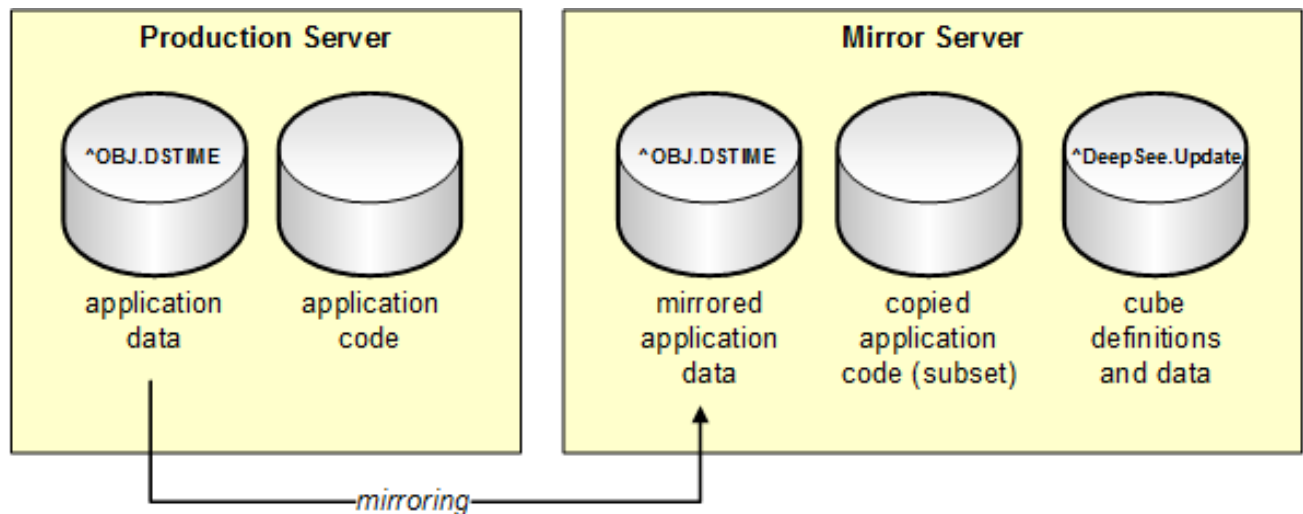 Production Server
Mirror Server
^OBJ.DSTIME
^OBJ.DSTIME
^DeepSee.Update
application
data
application
code
mirrored
application
data
copied
application
code (subset)
cube
definitions
and data
mirroring